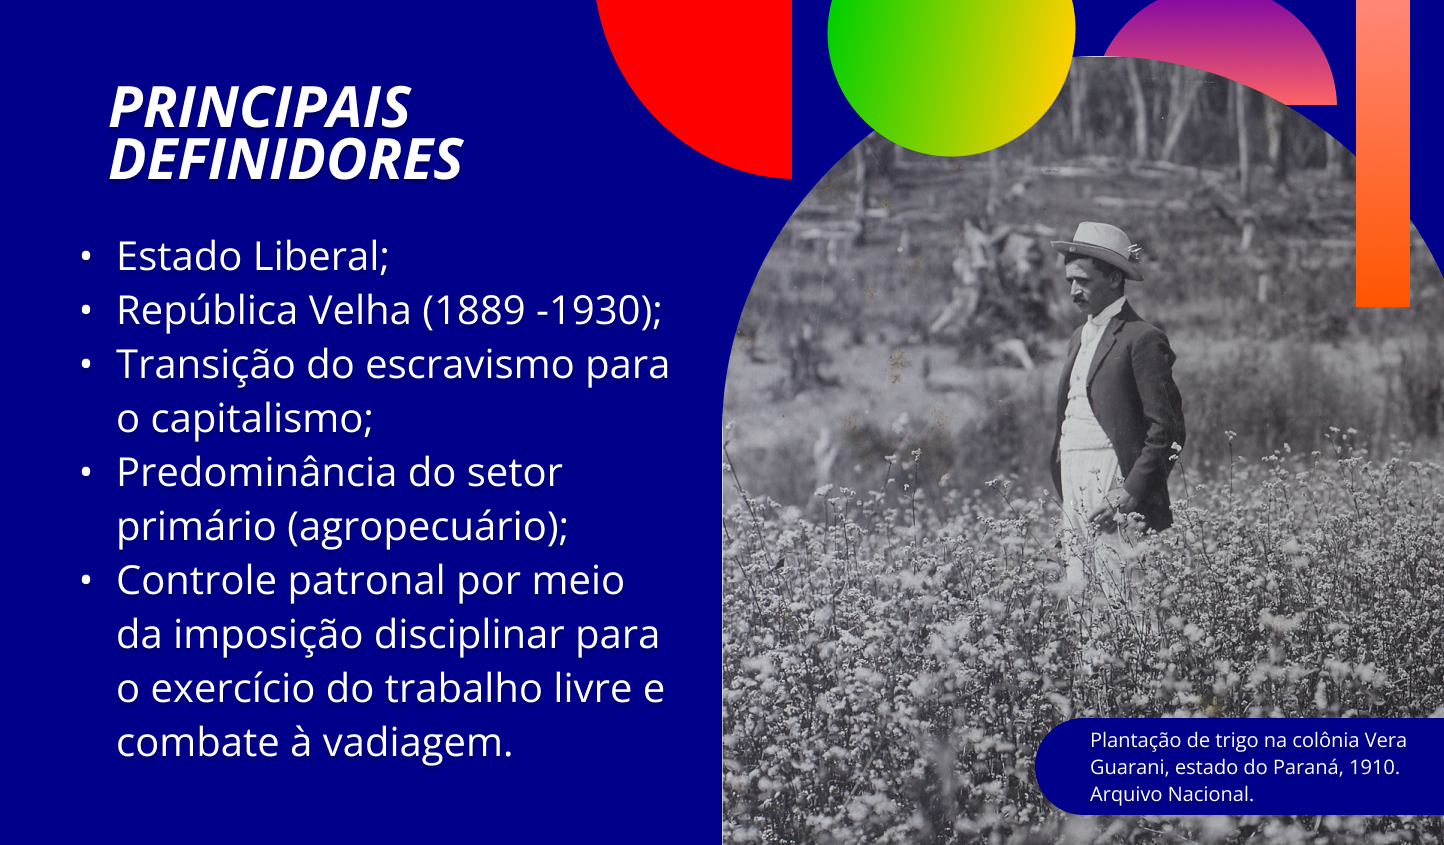 PRINCIPAIS
DEFINIDORES
• Estado Liberal;
• República Velha (1889 -1930);
• Transição do escravismo para
o capitalismo;
• Predominância do setor
primário (agropecuário);
• Controle patronal por meio
da imposição disciplinar para
o exercício do trabalho livre e
combate à vadiagem.
Plantação de trigo na colônia Vera
Guarani, estado do Paraná, 1910.
Arquivo Nacional.